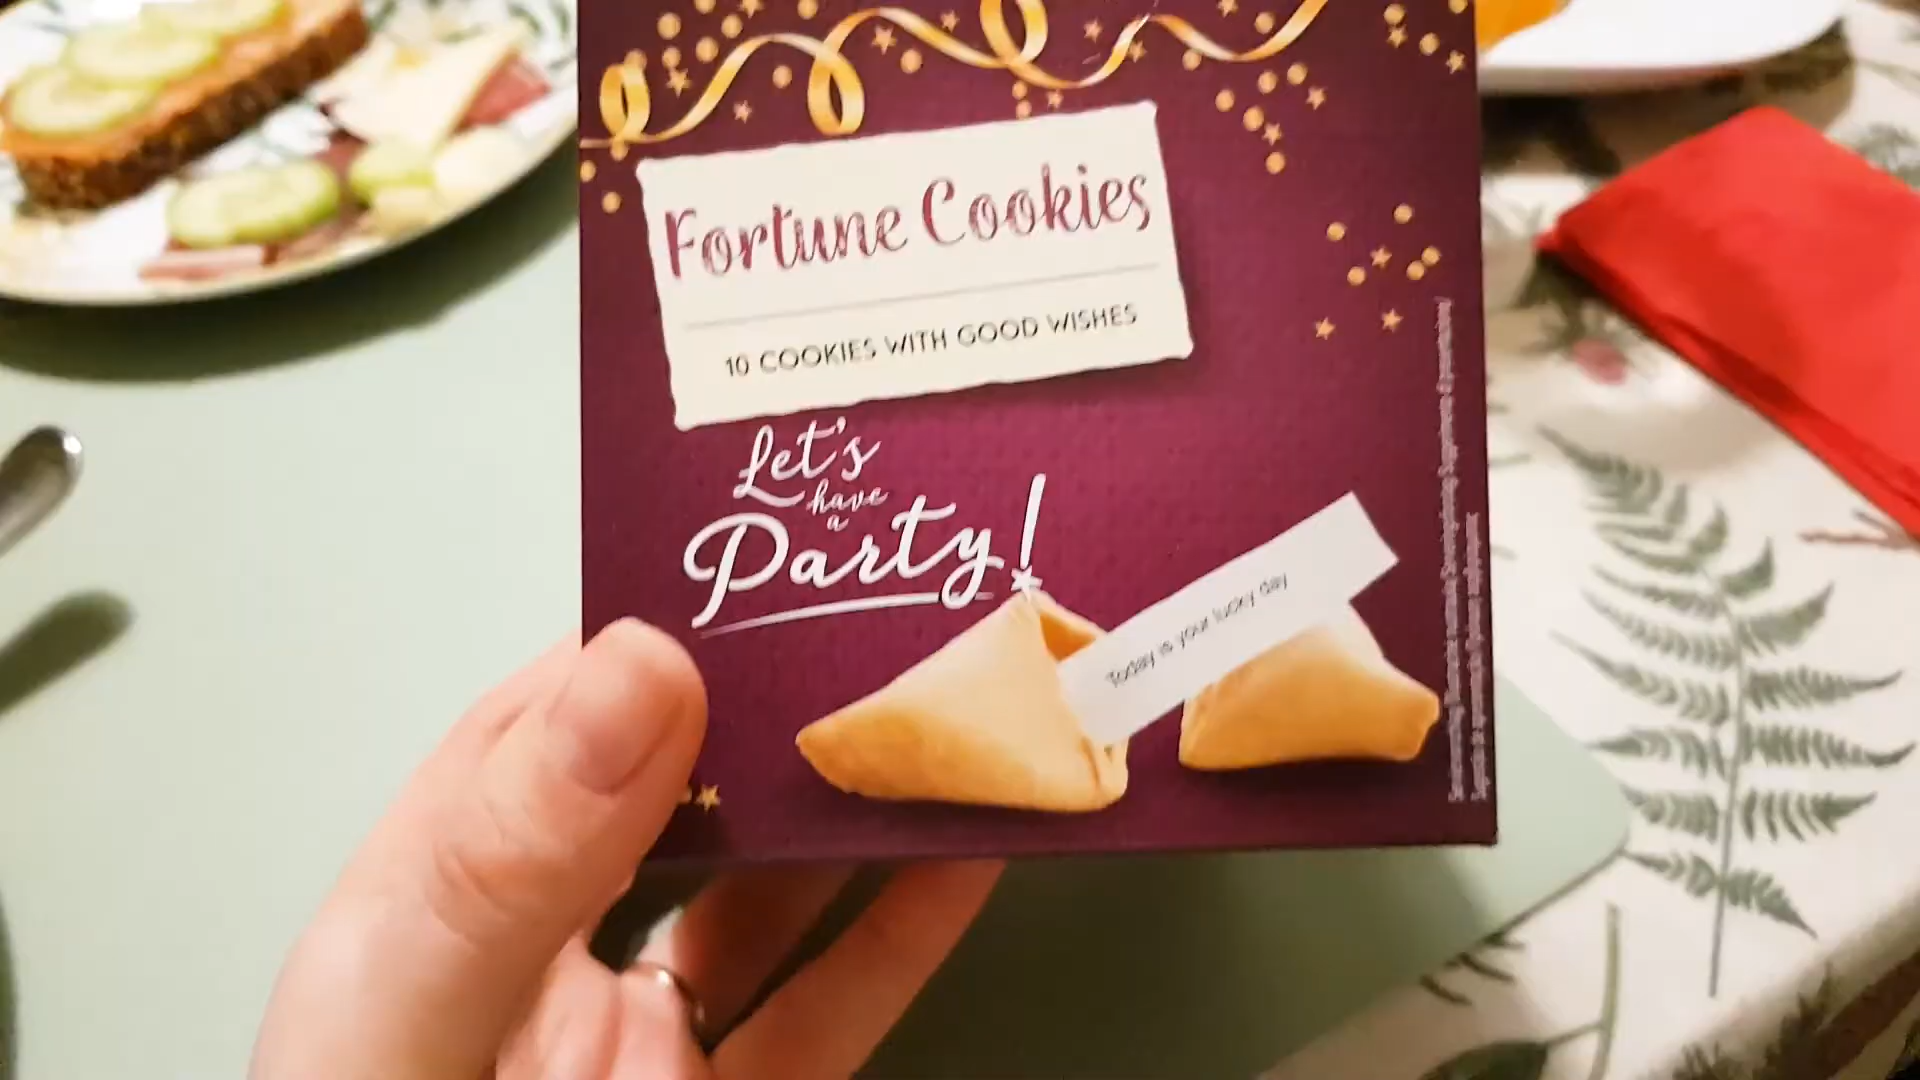 Fortune Cookies
10 COOKIES WITH GOOD WISHES
Let's
have
a
Party!
Today is your lucky day